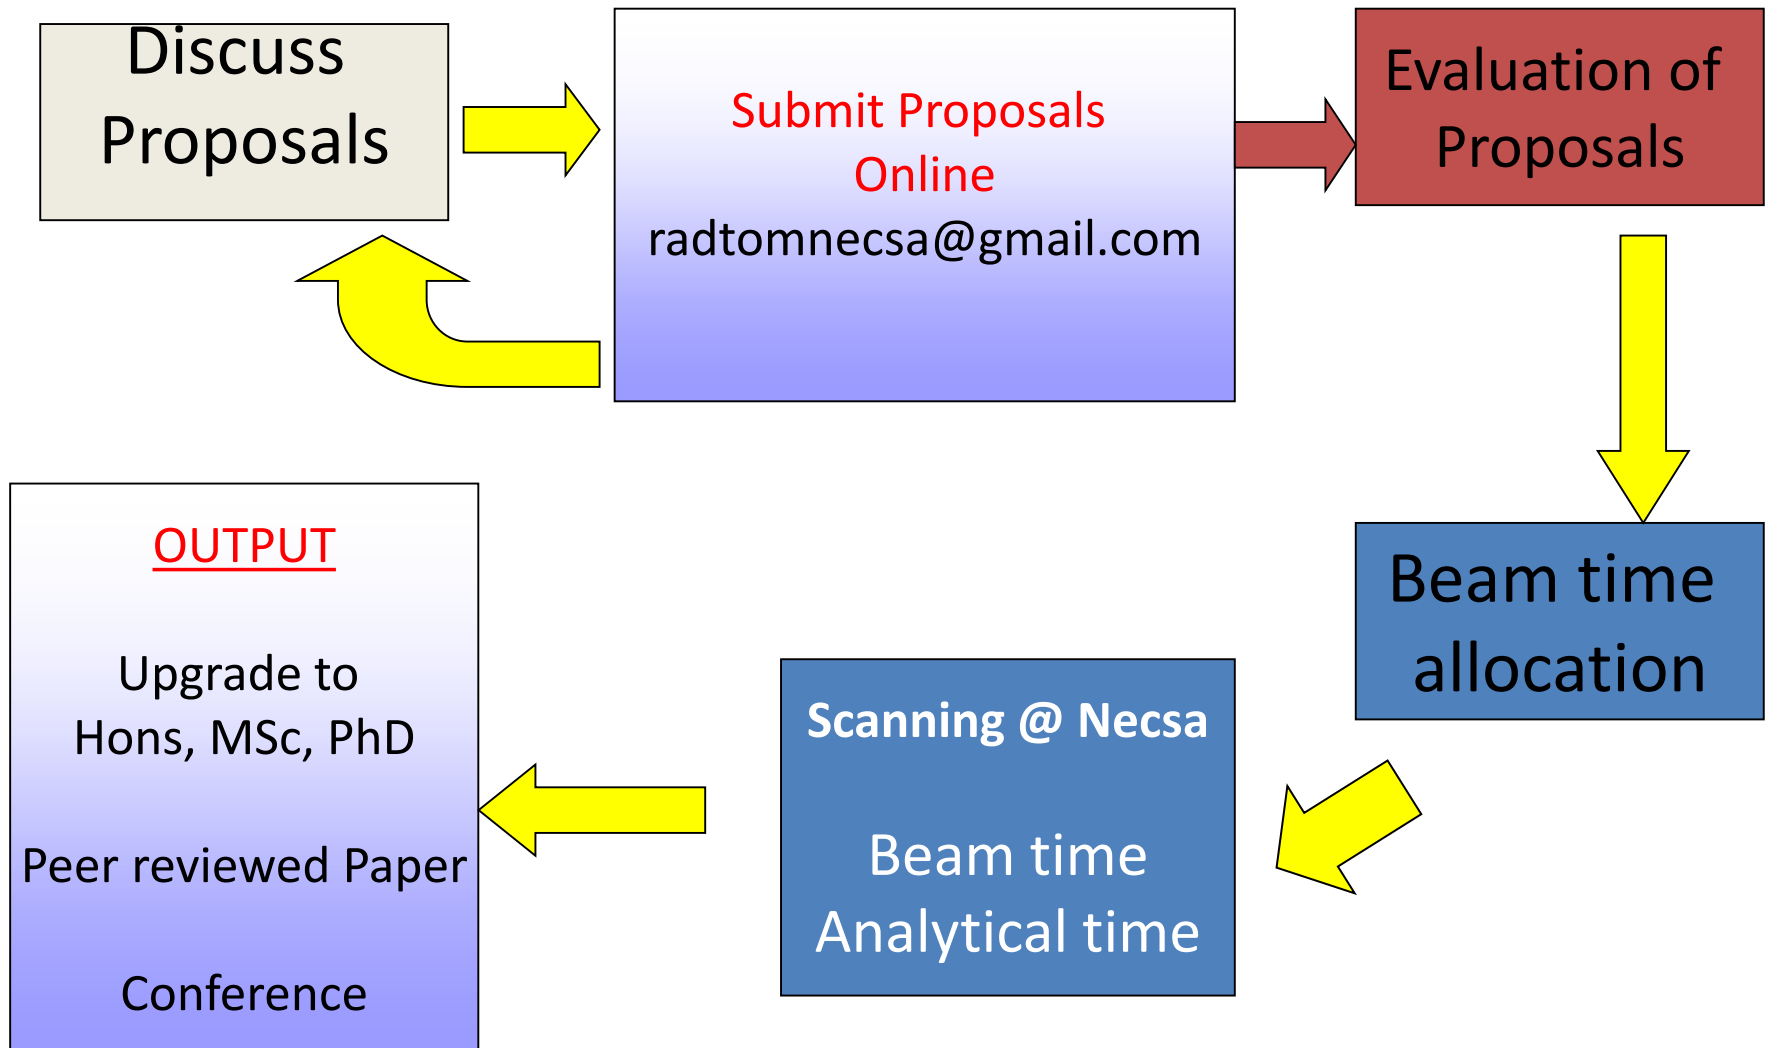 Discuss
Proposals
Submit Proposals
Online
radtomnecsa@gmail.com
Evaluation of
Proposals
Beam time
allocation
Scanning @ Necsa
Beam time
Analytical time
OUTPUT
Upgrade to
Hons, MSc, PhD
Peer reviewed Paper
Conference